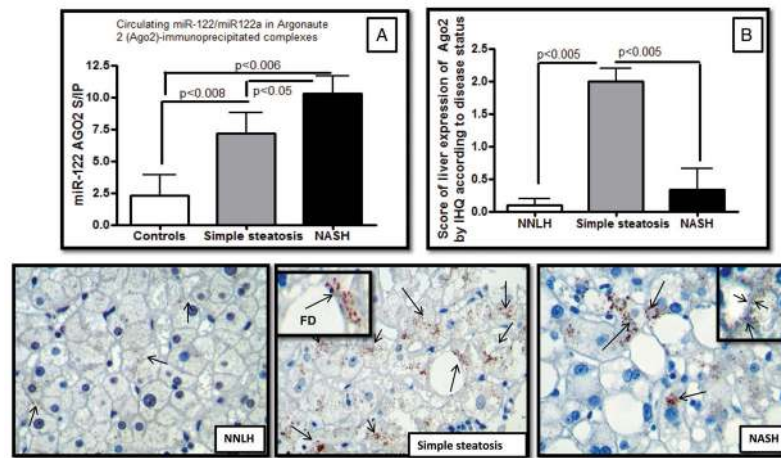 Circulating miR-122/miR122a in Argonaute
2 (Ago2)-immunoprecipitated complexes
A
miR-122 AGO2 S/IP
12.5
10.0
7.5
5.0
2.5
0.0
p<0.006
p<0.008
p<0.05
Controls
Simple steatosis
NASH
B
Score of liver expression of Ago2
by IHQ according to disease status
2.5
2.0
1.5
1.0
0.5
0.0
p<0.005
p<0.005
NNLH
Simple steatosis
NASH
NNLH
FD
Simple steatosis
NASH